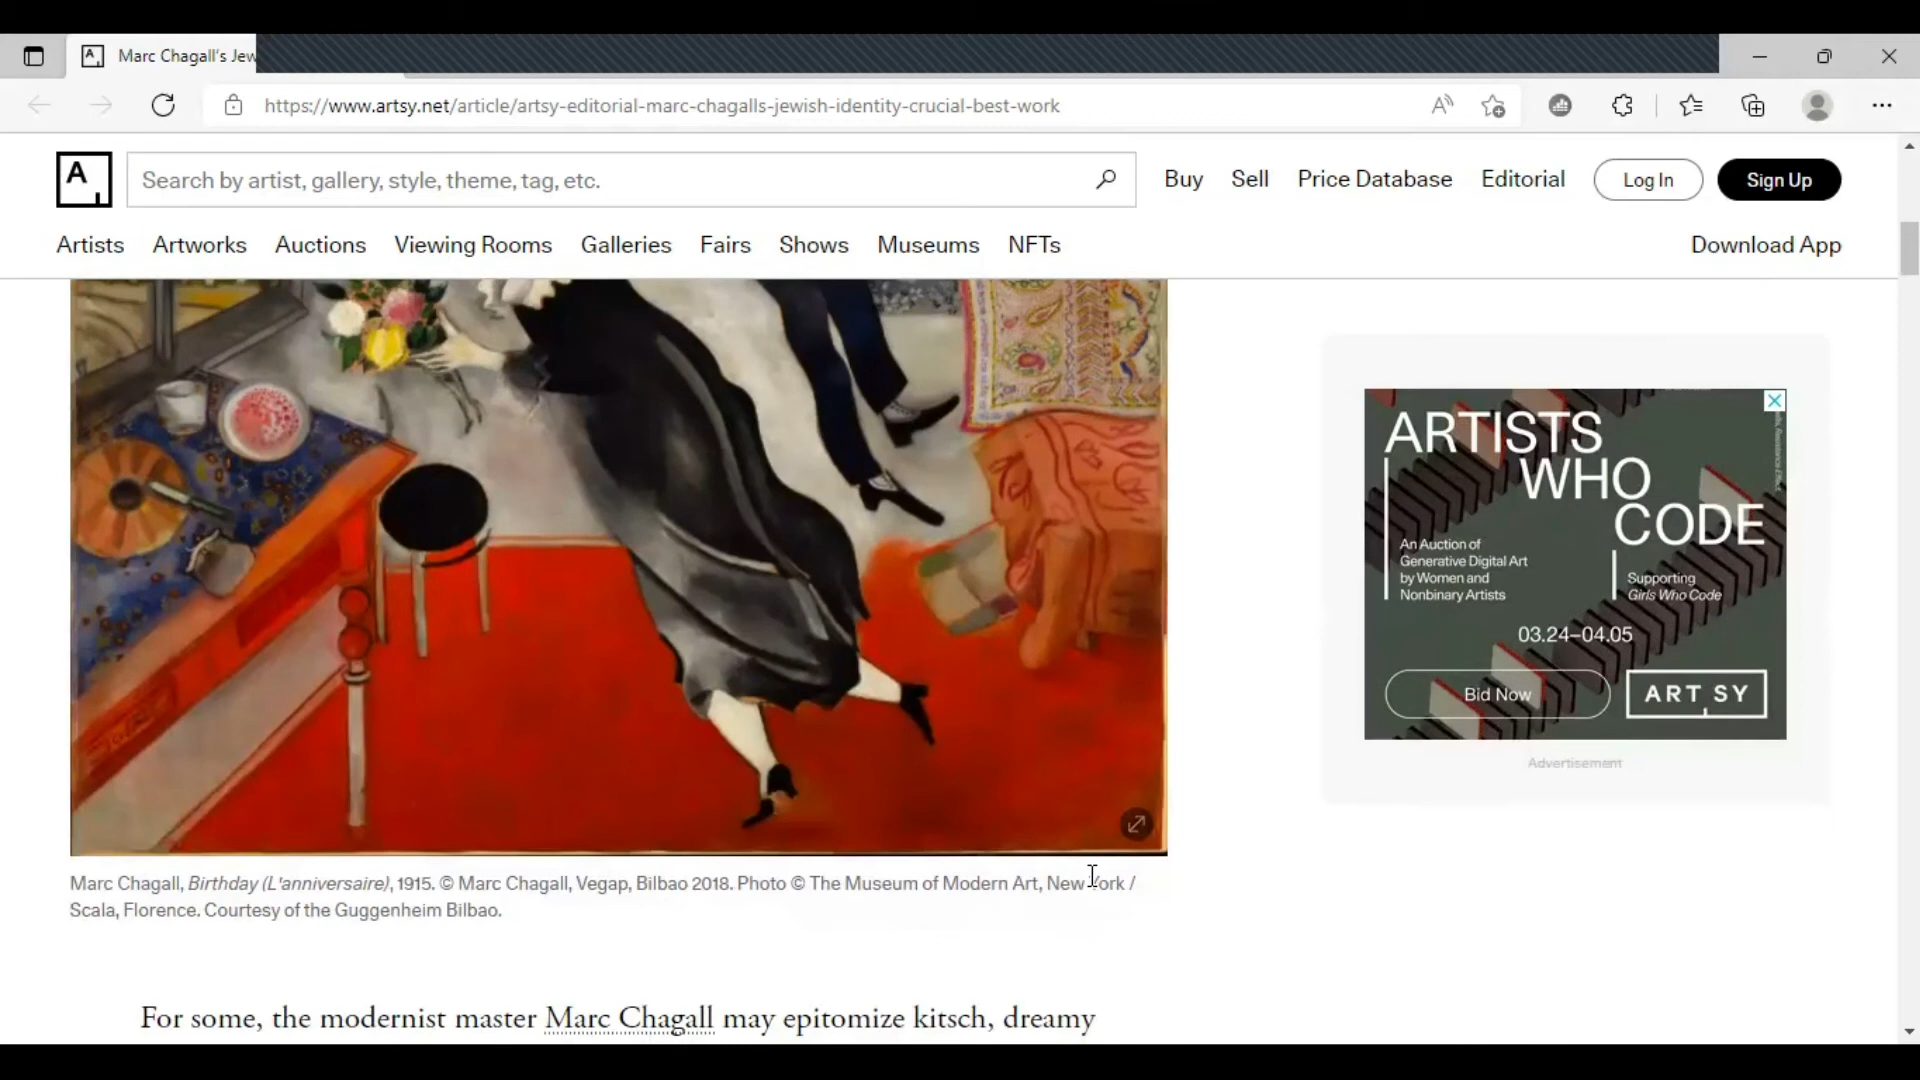 Marc Chagall's Jew
https://www.artsy.net/article/artsy-editorial-marc-chagalls-jewish-identity-crucial-best-work
A,
Search by artist, gallery, style, theme, tag, etc.
Buy Sell Price Database Editorial Log In Sign Up
Artists Artworks Auctions Viewing Rooms Galleries Fairs Shows Museums NFTs Download App
ARTISTS
WHO
CODE
An Auction of
Generative Digital Art
by Women and
Nonbinary Artists
Supporting
Girls Who Code
03.24–04.05
Bid Now
ARTSY
Advertisement
Marc Chagall, Birthday (L'anniversaire), 1915. © Marc Chagall, Vegap, Bilbao 2018. Photo © The Museum of Modern Art, New York /
Scala, Florence. Courtesy of the Guggenheim Bilbao.
For some, the modernist master Marc Chagall may epitomize kitsch, dreamy